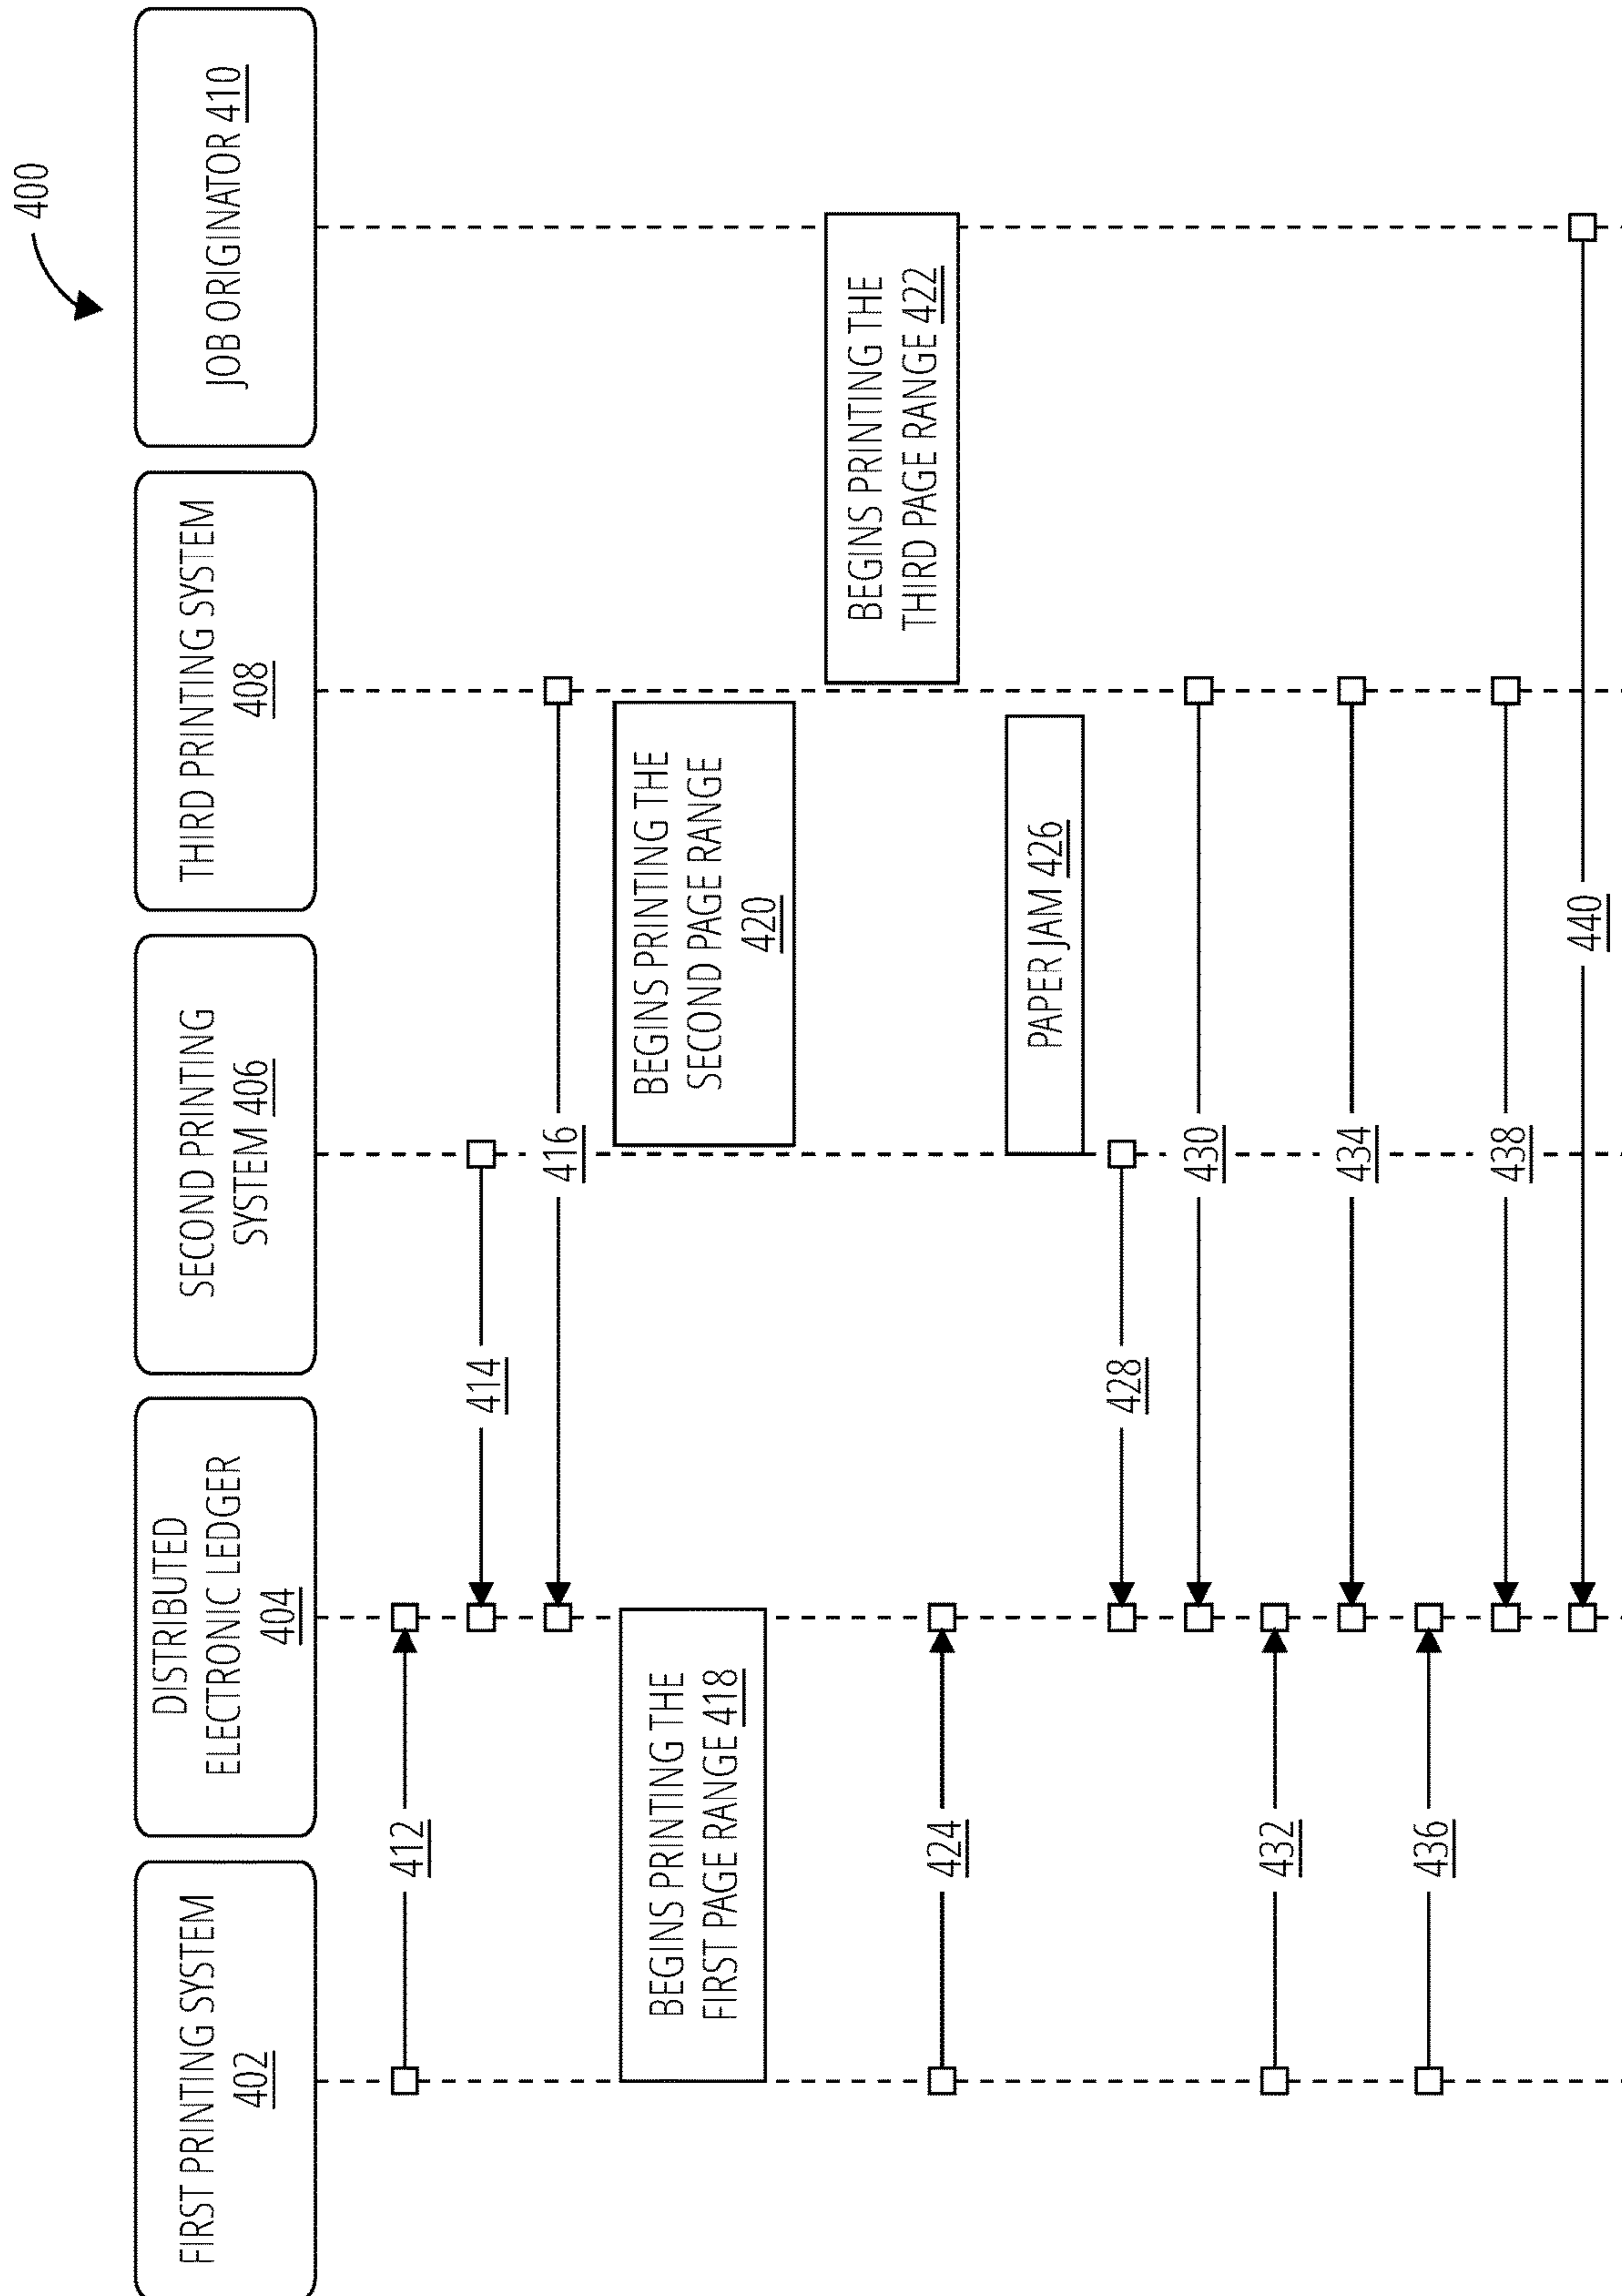 400
FIRST PRINTING SYSTEM
402
DISTRIBUTED
ELECTRONIC LEDGER
404
SECOND PRINTING
SYSTEM 406
THIRD PRINTING SYSTEM
408
JOB ORIGINATOR 410
412
414
416
BEGINS PRINTING THE
FIRST PAGE RANGE 418
BEGINS PRINTING THE
SECOND PAGE RANGE
420
BEGINS PRINTING THE
THIRD PAGE RANGE 422
424
PAPER JAM 426
428
430
432
434
436
438
440